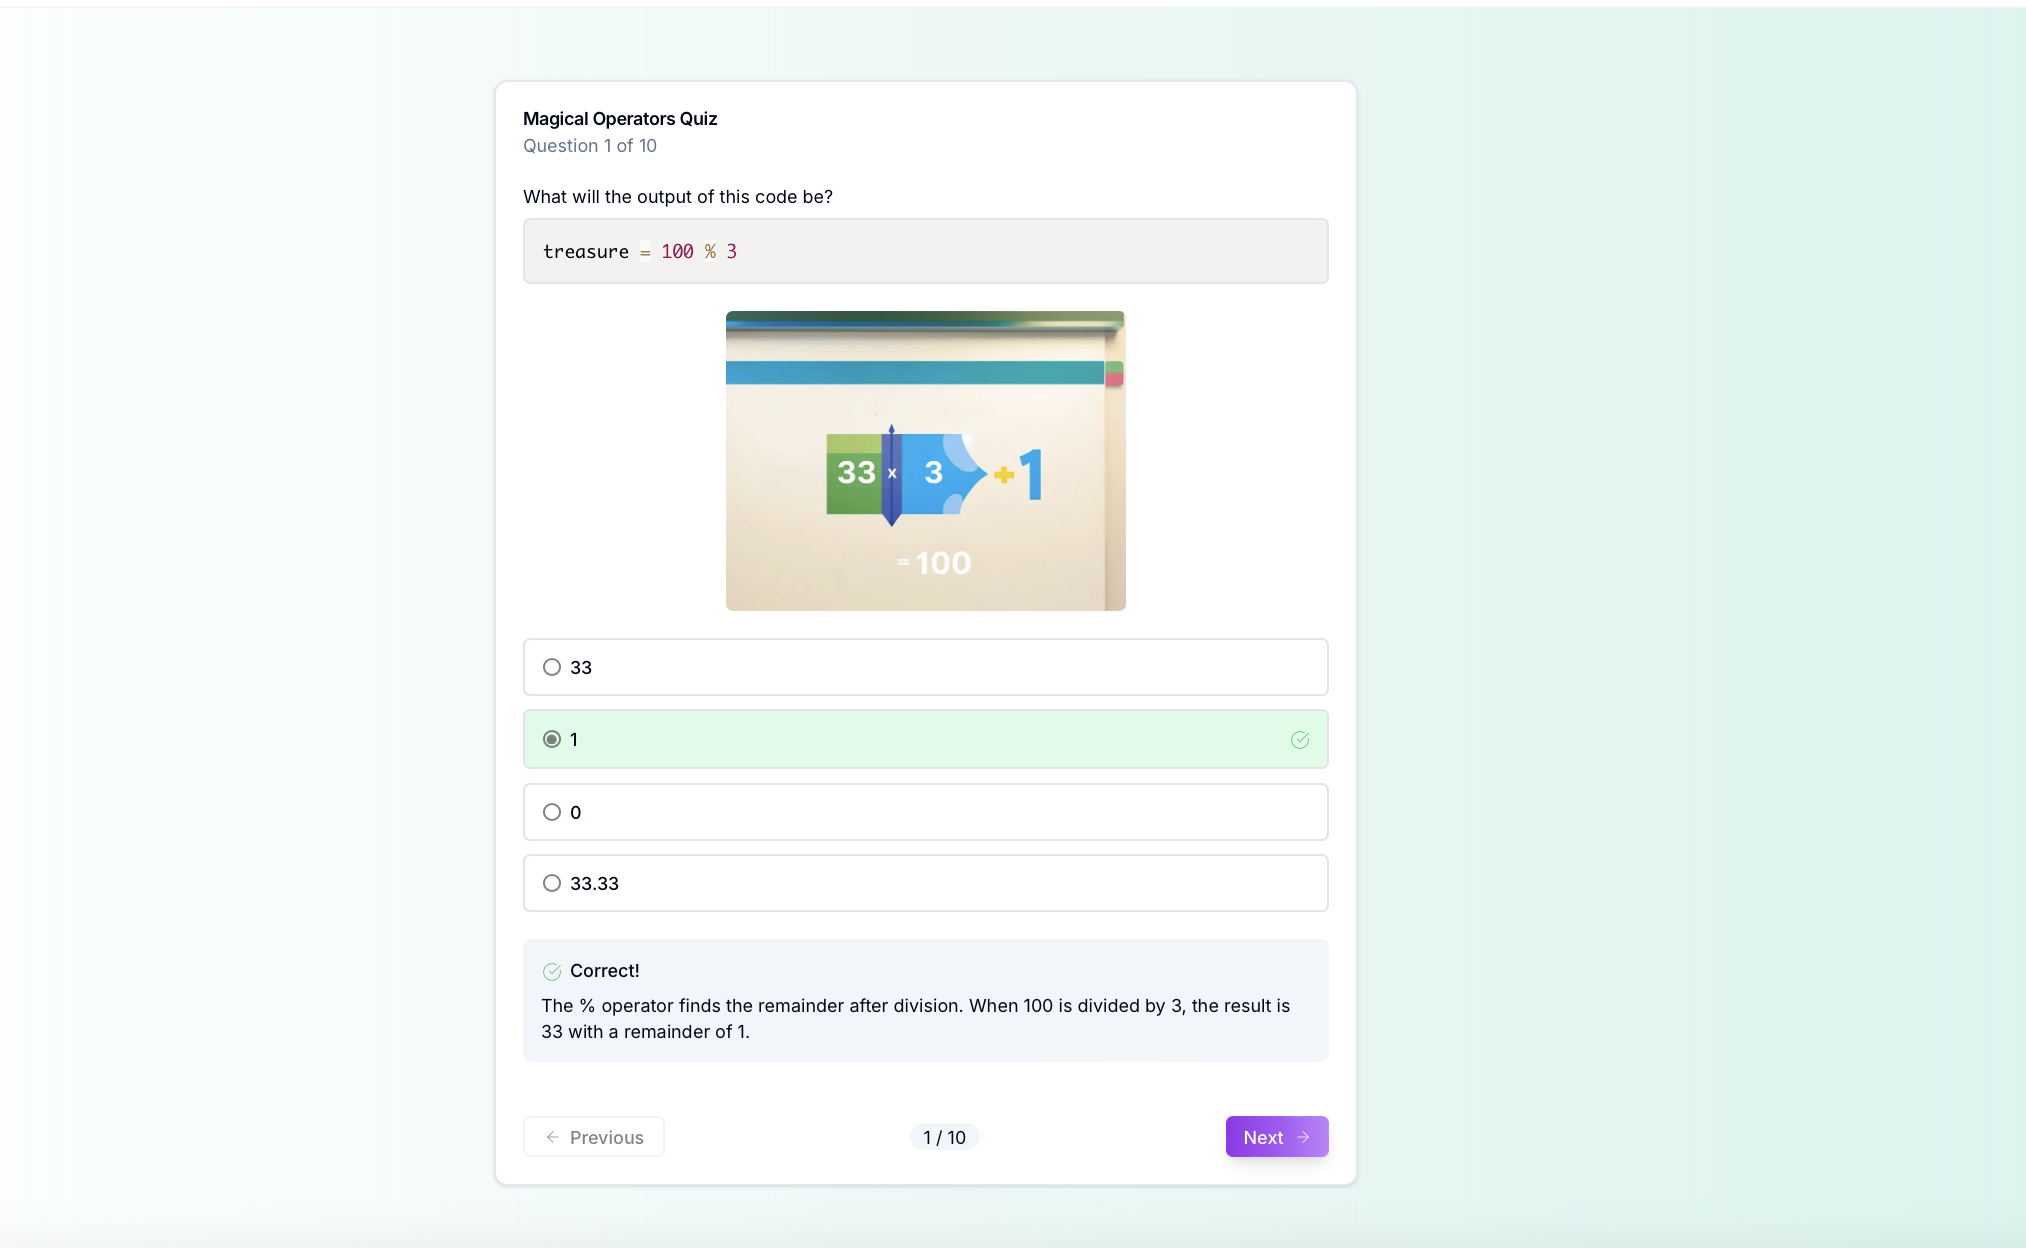 Magical Operators Quiz
Question 1 of 10
What will the output of this code be?
treasure = 100 % 3
33 x 3 +1
= 100
33
1
0
33.33
Correct!
The % operator finds the remainder after division. When 100 is divided by 3, the result is
33 with a remainder of 1.
← Previous
1 / 10
Next →